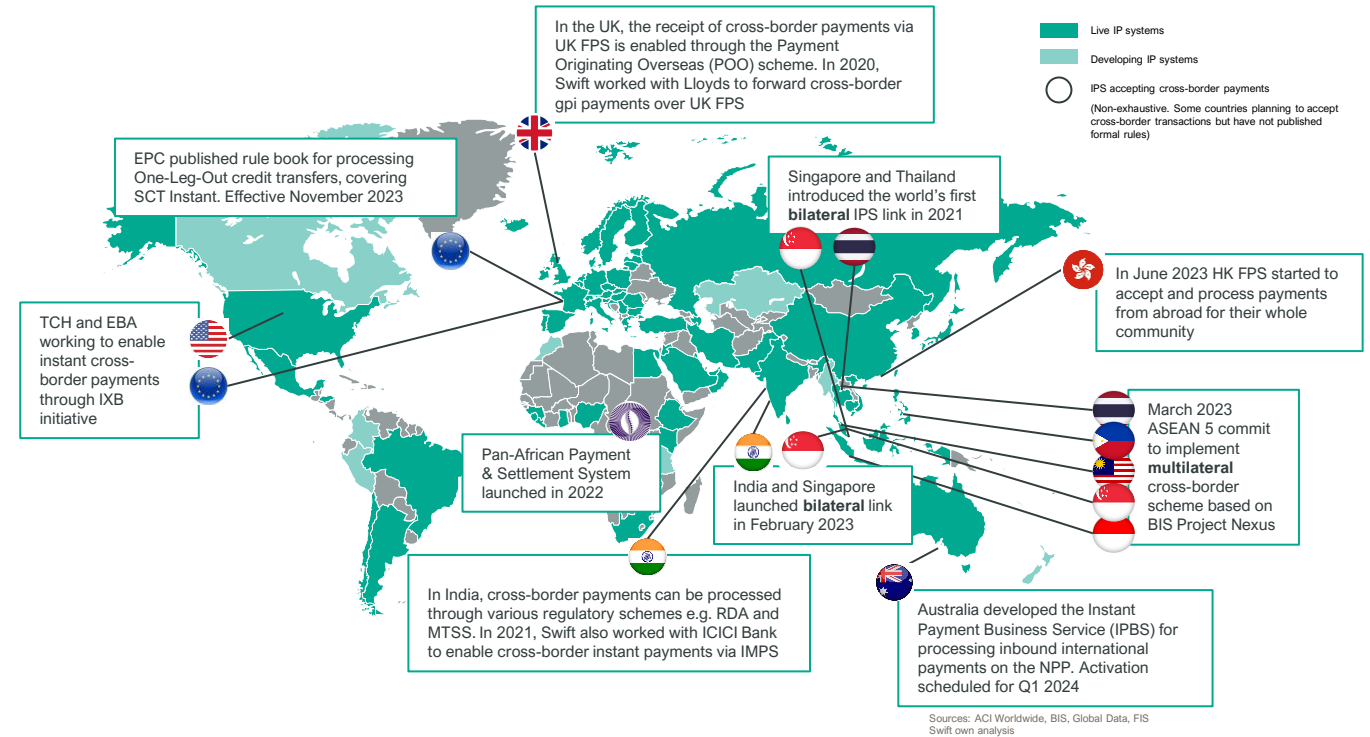 In the UK, the receipt of cross-border payments via
UK FPS is enabled through the Payment
Originating Overseas (POO) scheme. In 2020,
Swift worked with Lloyds to forward cross-border
gpi payments over UK FPS
Live IP systems
Developing IP systems
IPS accepting cross-border payments
(Non-exhaustive. Some countries planning to accept
cross-border transactions but have not published
formal rules)
EPC published rule book for processing
One-Leg-Out credit transfers, covering
SCT Instant. Effective November 2023
Singapore and Thailand
introduced the world's first
bilateral IPS link in 2021
In June 2023 HK FPS started to
accept and process payments
from abroad for their whole
community
TCH and EBA
working to enable
instant cross-
border payments
through IXB
initiative
March 2023
ASEAN 5 commit
to implement
multilateral
cross-border
scheme based on
BIS Project Nexus
Pan-African Payment
& Settlement System
launched in 2022
India and Singapore
launched bilateral link
in February 2023
In India, cross-border payments can be processed
through various regulatory schemes e.g. RDA and
MTSS. In 2021, Swift also worked with ICICI Bank
to enable cross-border instant payments via IMPS
Australia developed the Instant
Payment Business Service (IPBS) for
processing inbound international
payments on the NPP. Activation
scheduled for Q1 2024
Sources: ACI Worldwide, BIS, Global Data, FIS
Swift own analysis